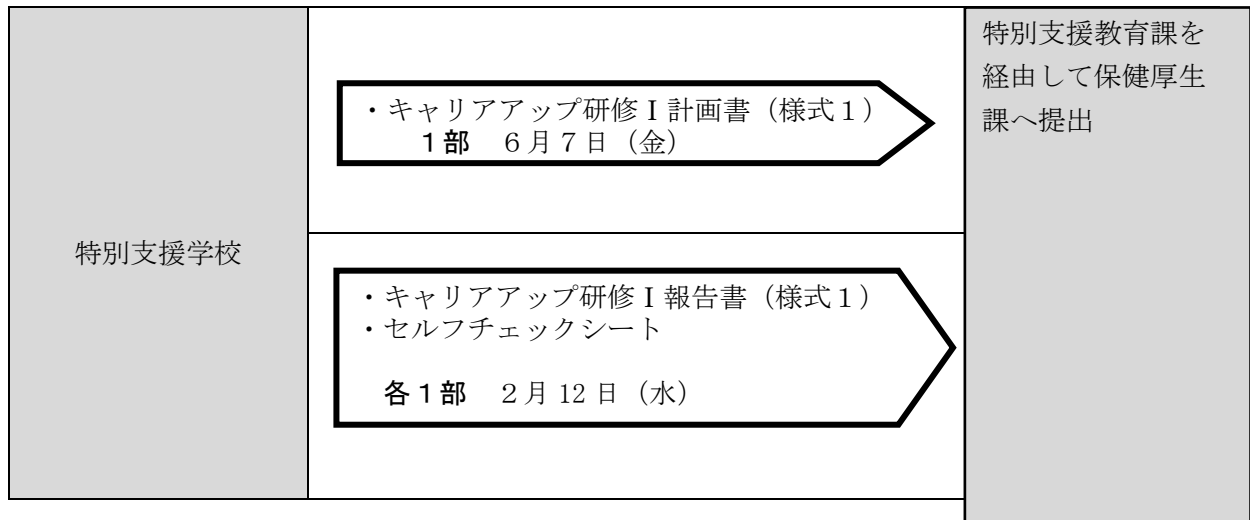 特別支援学校
・キャリアアップ研修Ⅰ計画書（様式１）
１部　６月７日（金）
・キャリアアップ研修Ⅰ報告書（様式１）
・セルフチェックシート
各１部　２月 12 日（水）
特別支援教育課を
経由して保健厚生
課へ提出